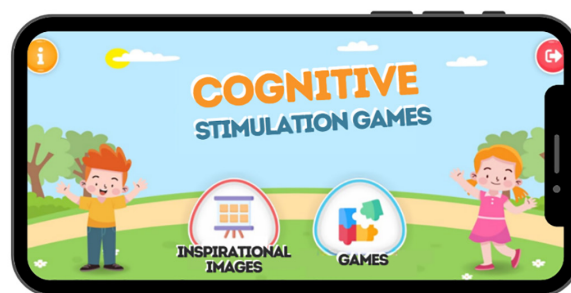 i
COGNITIVE
STIMULATION GAMES
INSPIRATIONAL
IMAGES
GAMES